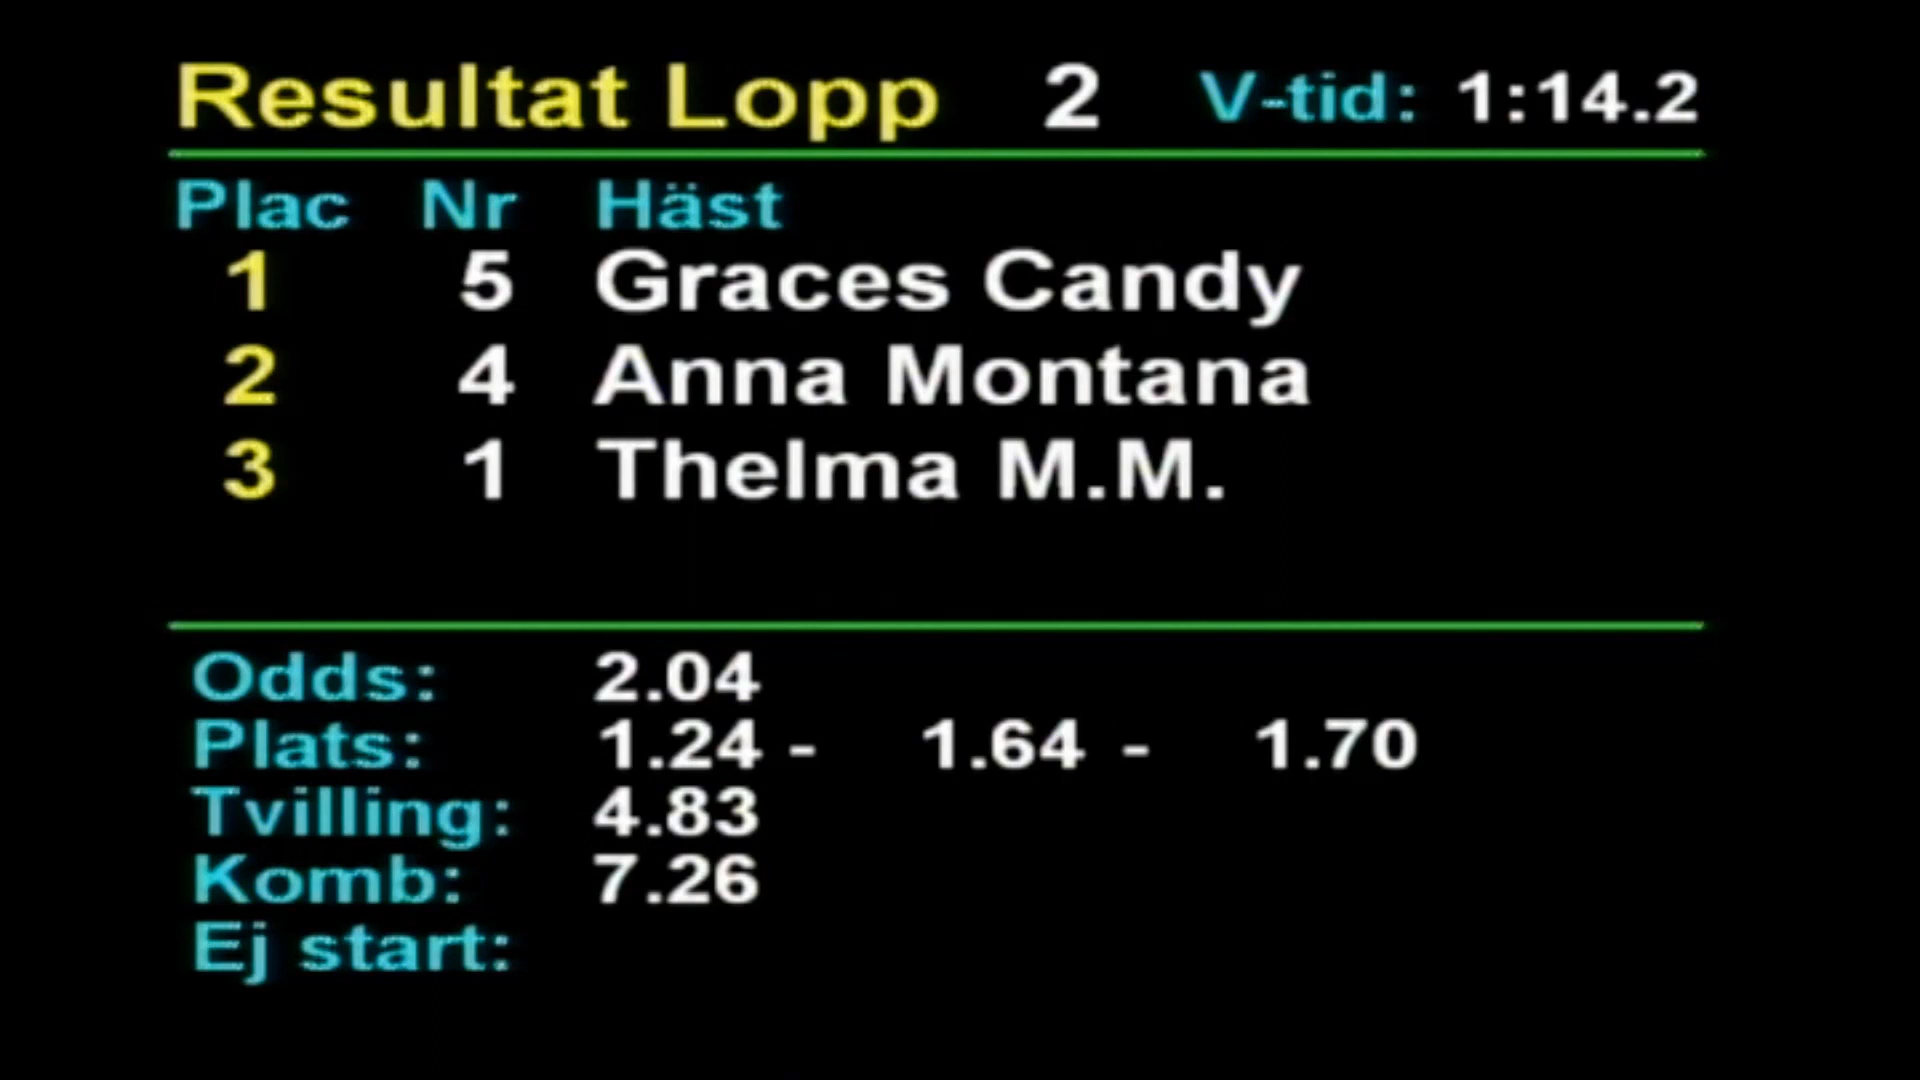 Resultat Lopp 2 V-tid: 1:14.2
Plac Nr Häst
1 5 Graces Candy
2 4 Anna Montana
3 1 Thelma M.M.
Odds: 2.04
Plats: 1.24 - 1.64 - 1.70
Tvilling: 4.83
Komb: 7.26
Ej start: